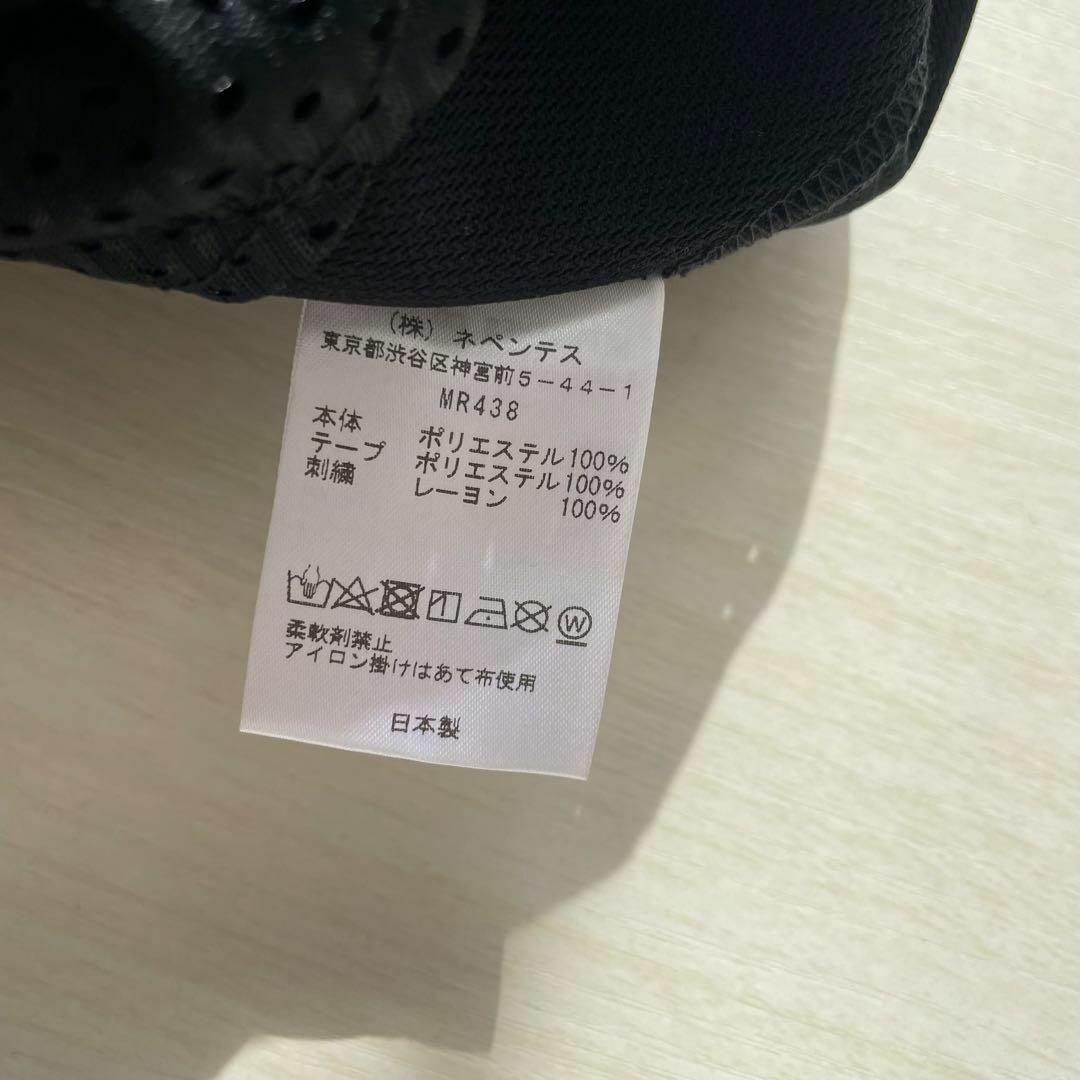 (株) ネペンテス
東京都渋谷区神宮前5-44-1
MR438
本体 ポリエステル100%
テープ ポリエステル100%
刺繍 レーヨン 100%
W
柔軟剤禁止
アイロン掛けはあて布使用
日本製